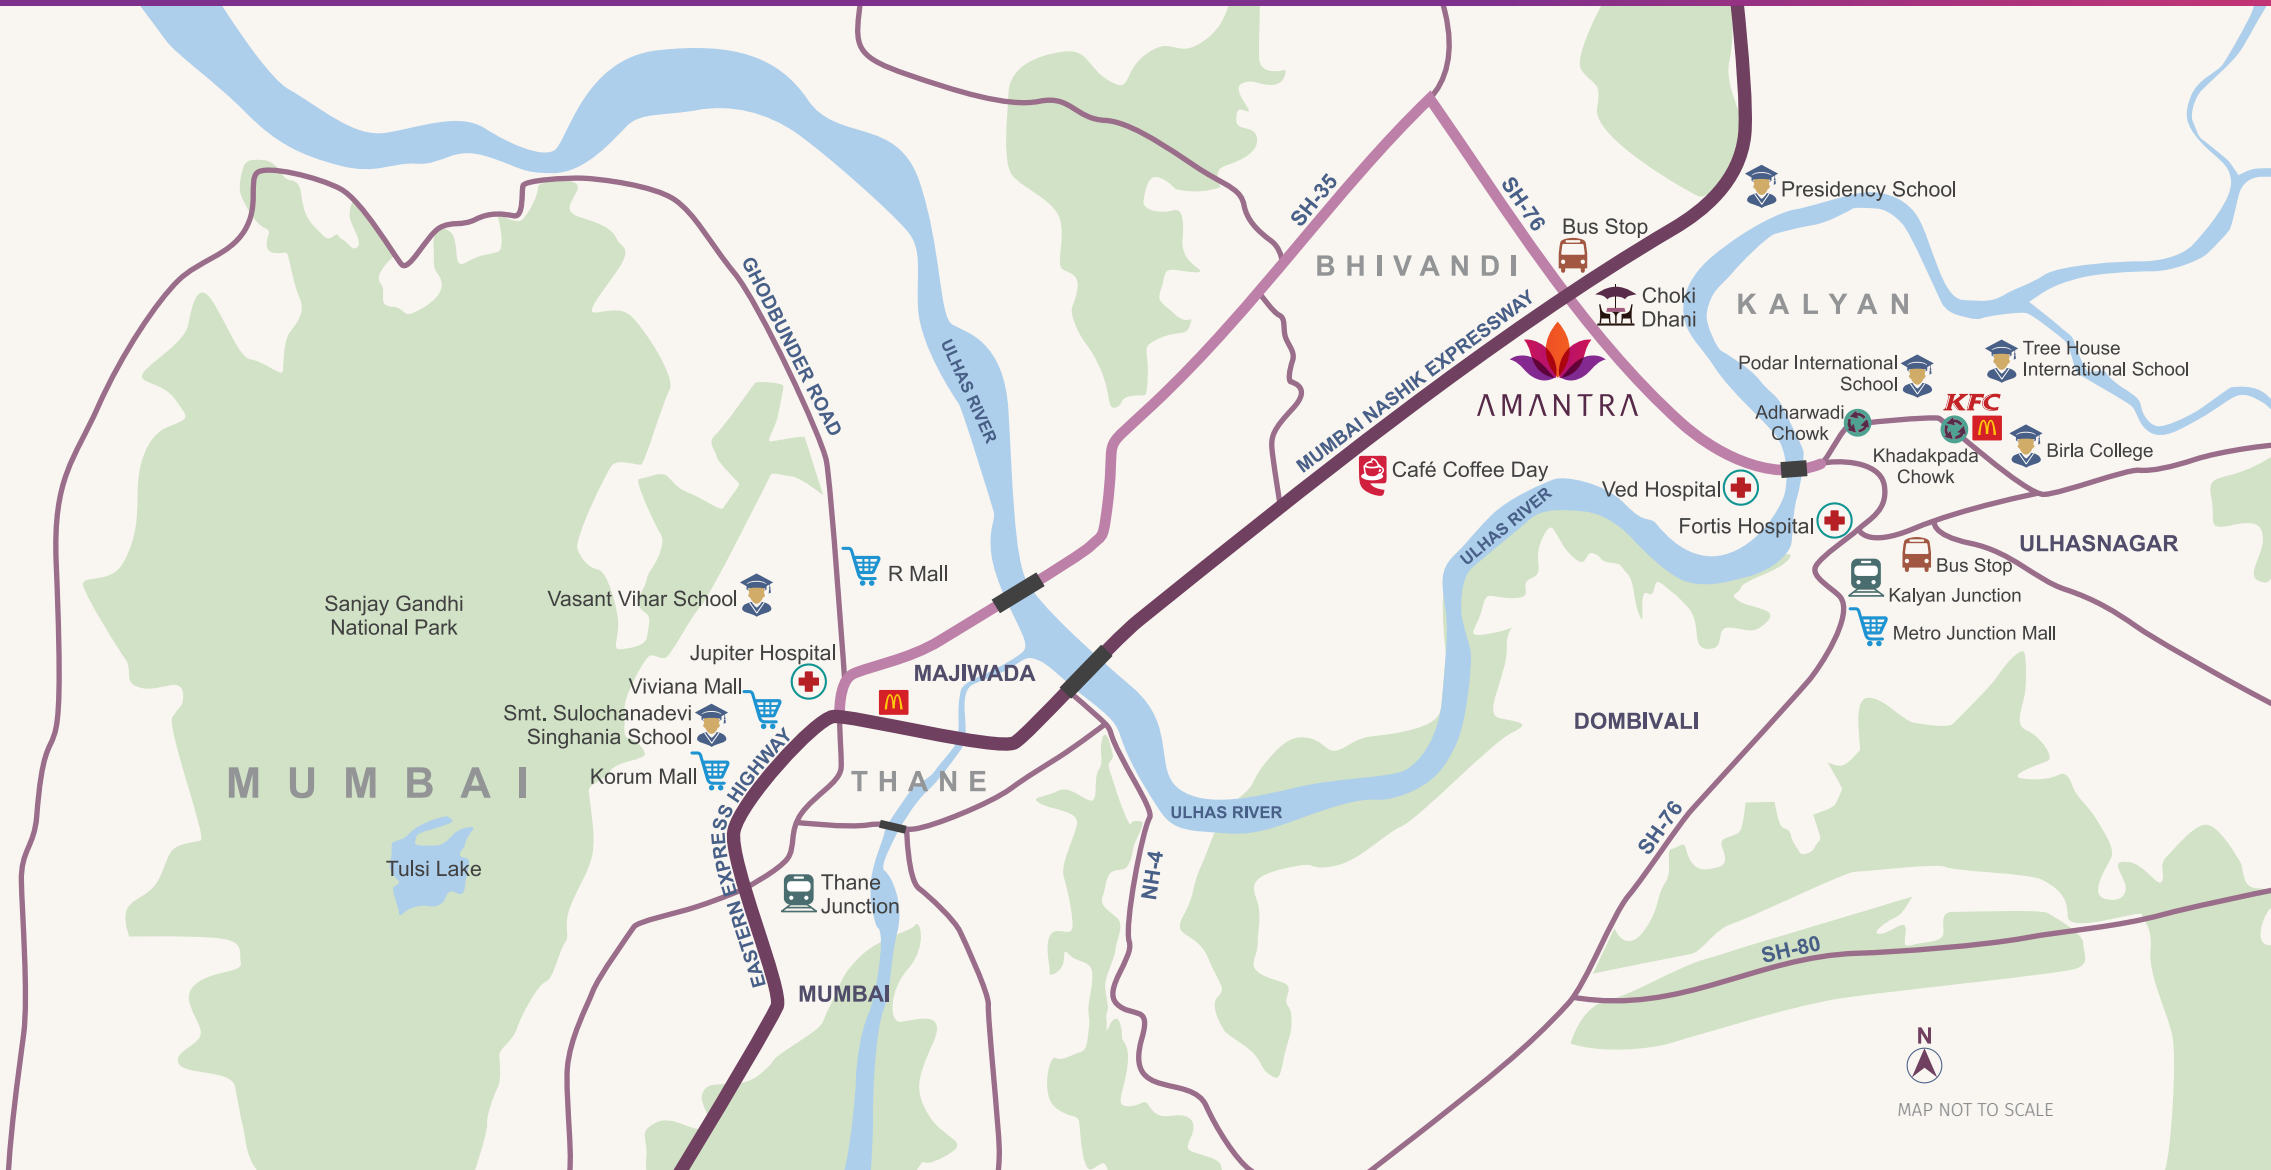 Presidency School
SH-35
SH-76
Bus Stop
BHIVANDI
GHODBUNDER ROAD
Choki
Dhani
KALYAN
MUMBAI NASHIK EXPRESSWAY
ULHAS RIVER
ΛMΛNTRΛ
Podar International
School
Tree House
International School
KFC
Adharwadi
Chowk
Khadakpada
Chowk
Birla College
Café Coffee Day
Ved Hospital
ULHAS RIVER
Fortis Hospital
ULHASNAGAR
Bus Stop
Kalyan Junction
Metro Junction Mall
R Mall
Vasant Vihar School
Sanjay Gandhi
National Park
Jupiter Hospital
MAJIWADA
Viviana Mall
Smt. Sulochanadevi
Singhania School
Korum Mall
DOMBIVALI
MUMBAI
THANE
EASTERN EXPRESS HIGHWAY
ULHAS RIVER
SH-76
Tulsi Lake
NH-4
Thane
Junction
SH-80
MUMBAI
N
MAP NOT TO SCALE